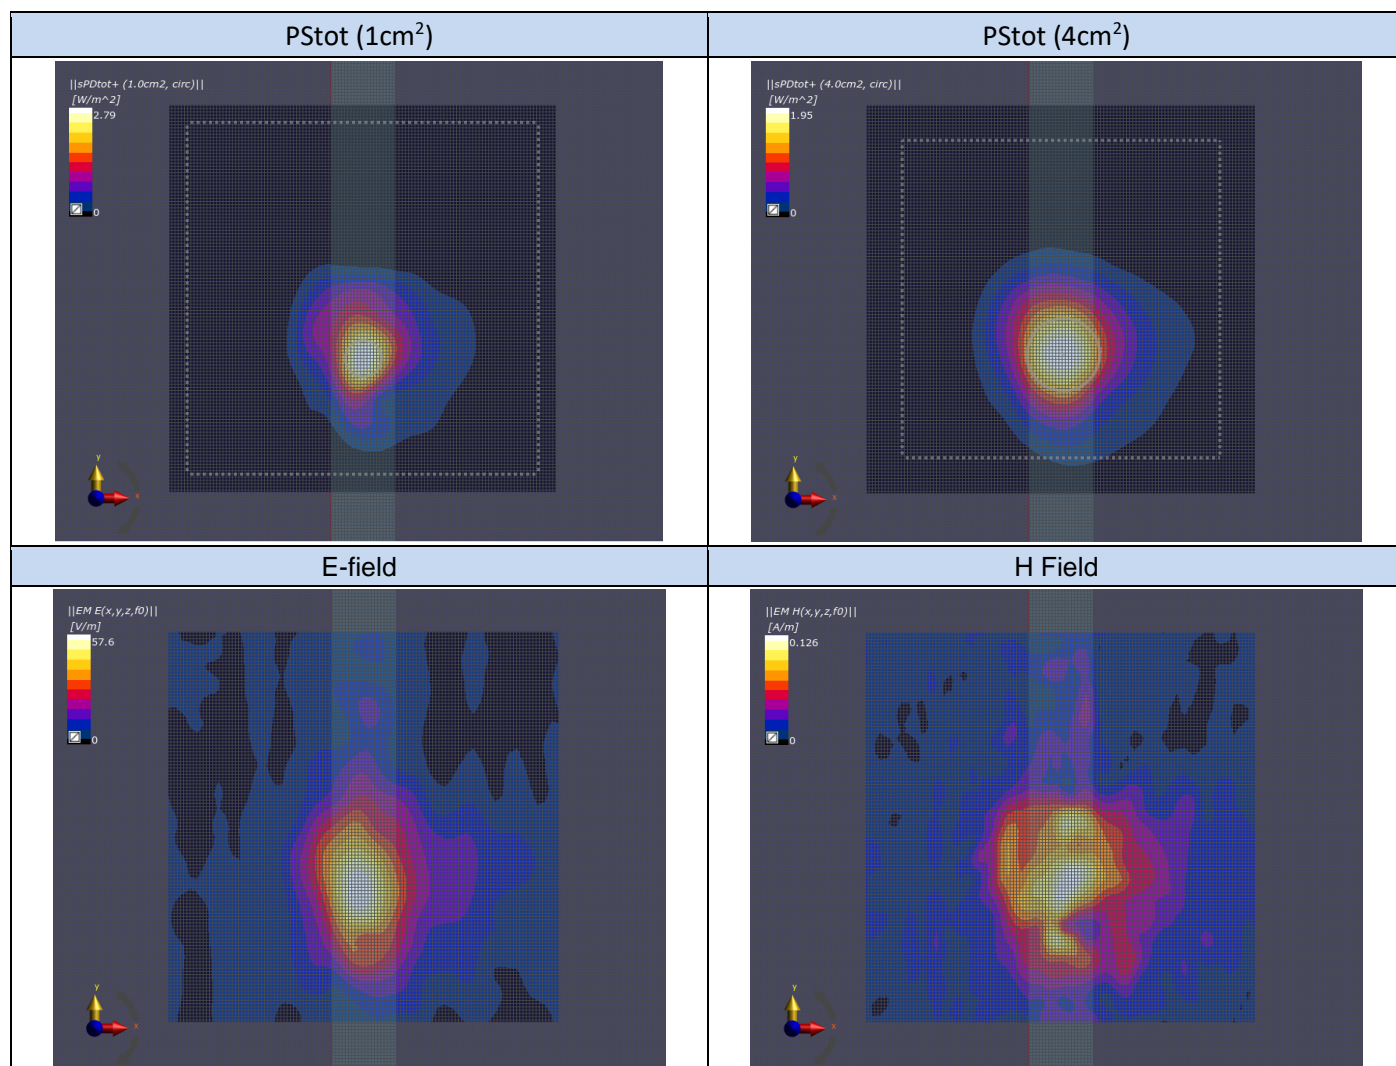 PStot (1cm²)
PStot (4cm²)
||sPDtot+ (1.0cm2, circ)||
[W/m^2]
2.79
0
y
x
||sPDtot+ (4.0cm2, circ)||
[W/m^2]
1.95
0
y
x
E-field
H Field
||EM E(x,y,z,f0)||
[V/m]
57.6
0
y
x
||EM H(x,y,z,f0)||
[A/m]
0.126
0
y
x